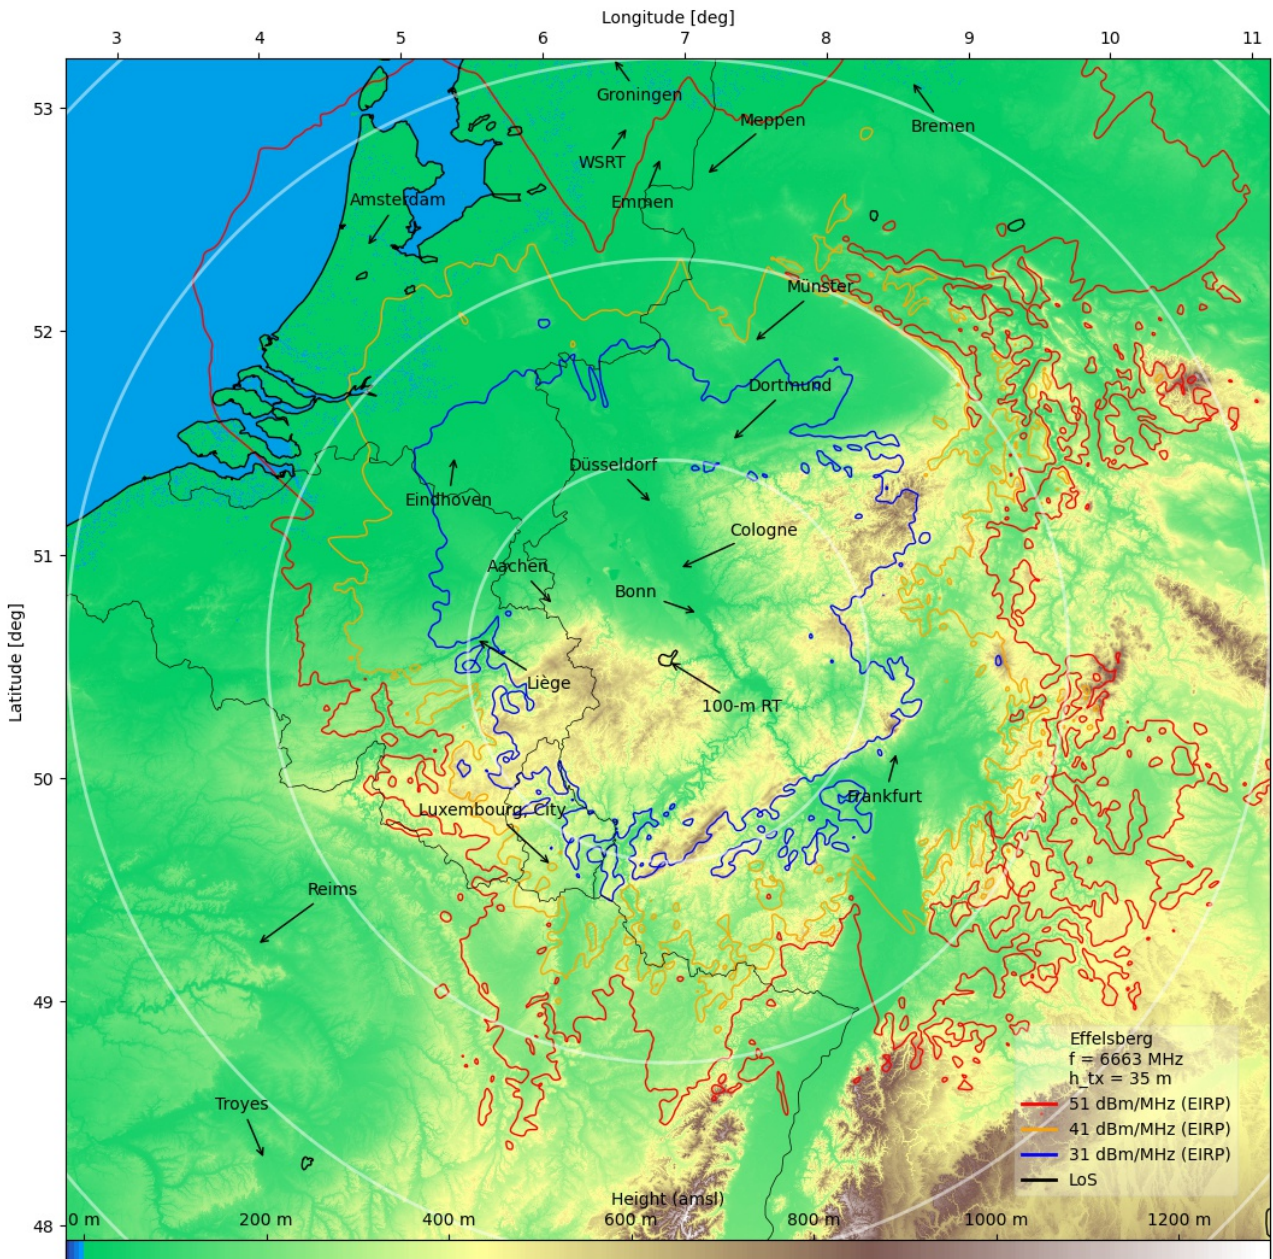 Longitude [deg]
3 4 5 6 7 8 9 10 11
53
52
51
50
49
48
Latitude [deg]
Groningen
Meppen
Bremen
WSRT
Emmen
Amsterdam
Münster
Dortmund
Düsseldorf
Eindhoven
Cologne
Aachen
Bonn
Liège
100-m RT
Frankfurt
Luxembourg, City
Reims
Troyes
Effelsberg
f = 6663 MHz
h_tx = 35 m
51 dBm/MHz (EIRP)
41 dBm/MHz (EIRP)
31 dBm/MHz (EIRP)
LoS
Height (amsl)
0 m 200 m 400 m 600 m 800 m 1000 m 1200 m